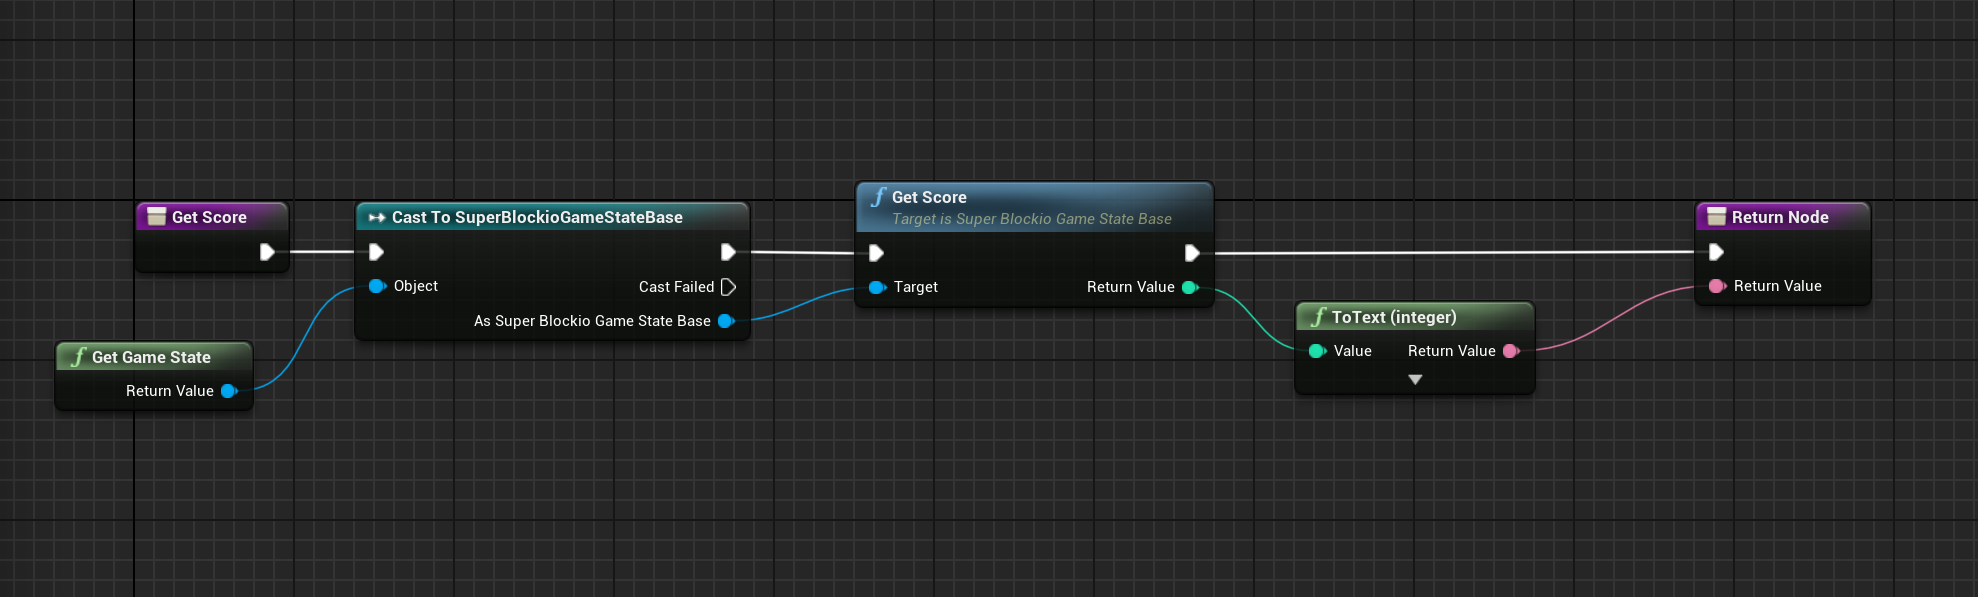 Get Score
Cast To SuperBlockioGameStateBase
Object
Cast Failed
As Super Blockio Game State Base
Get Game State
Return Value
f Get Score
Target is Super Blockio Game State Base
Target
Return Value
f ToText (integer)
Value
Return Value
Return Node
Return Value